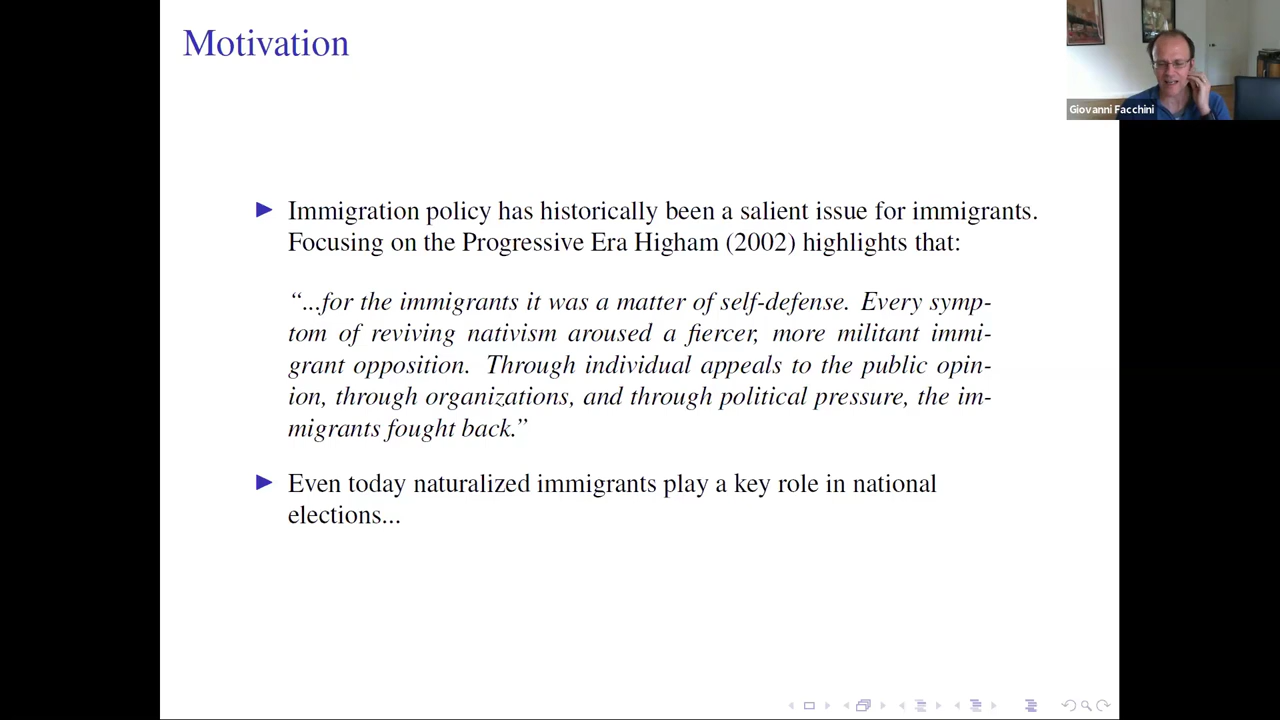 Motivation
Giovanni Facchini
▶ Immigration policy has historically been a salient issue for immigrants.
Focusing on the Progressive Era Higham (2002) highlights that:
“...for the immigrants it was a matter of self-defense. Every symp-
tom of reviving nativism aroused a fiercer, more militant immi-
grant opposition. Through individual appeals to the public opin-
ion, through organizations, and through political pressure, the im-
migrants fought back.”
▶ Even today naturalized immigrants play a key role in national
elections...